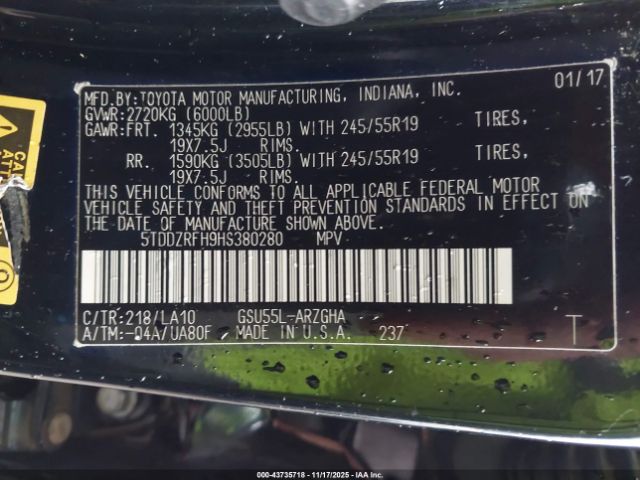 MFD.BY:TOYOTA MOTOR MANUFACTURING, INDIANA, INC. 01/17
GVWR:2720KG (6000LB)
GAWR:FRT. 1345KG (2955LB) WITH 245/55R19 TIRES,
19X7.5J RIMS.
RR. 1590KG (3505LB) WITH 245/55R19 TIRES,
19X7.5J RIMS.
THIS VEHICLE CONFORMS TO ALL APPLICABLE FEDERAL MOTOR
VEHICLE SAFETY AND THEFT PREVENTION STANDARDS IN EFFECT ON
THE DATE OF MANUFACTURE SHOWN ABOVE.
5TDDZRFH9HS380280 MPV
C/TR:218/LA10 GSU55L-ARZGHA
A/TM:-04A/UA80F MADE IN U.S.A. 237 T
000-43735718 - 11/17/2025 - IAAI.com